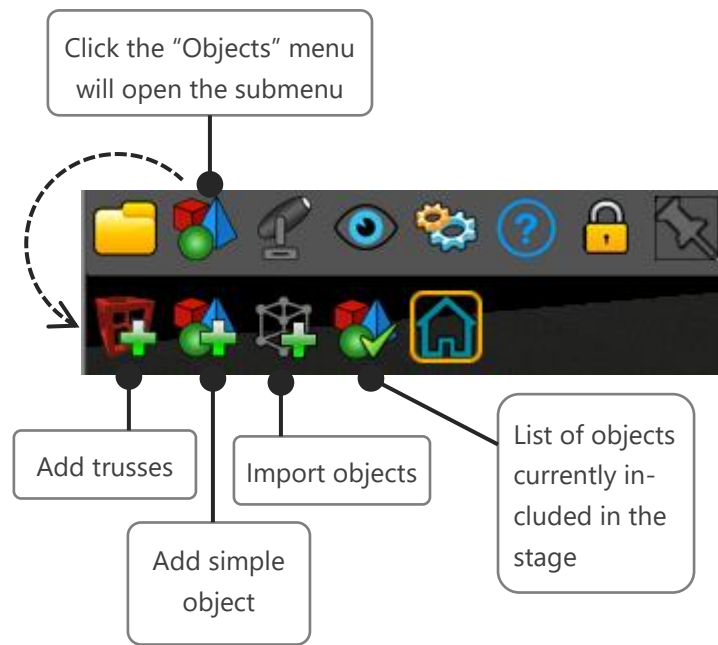 Click the “Objects” menu
will open the submenu
?
Add trusses
Import objects
List of objects
currently in-
cluded in the
stage
Add simple
object